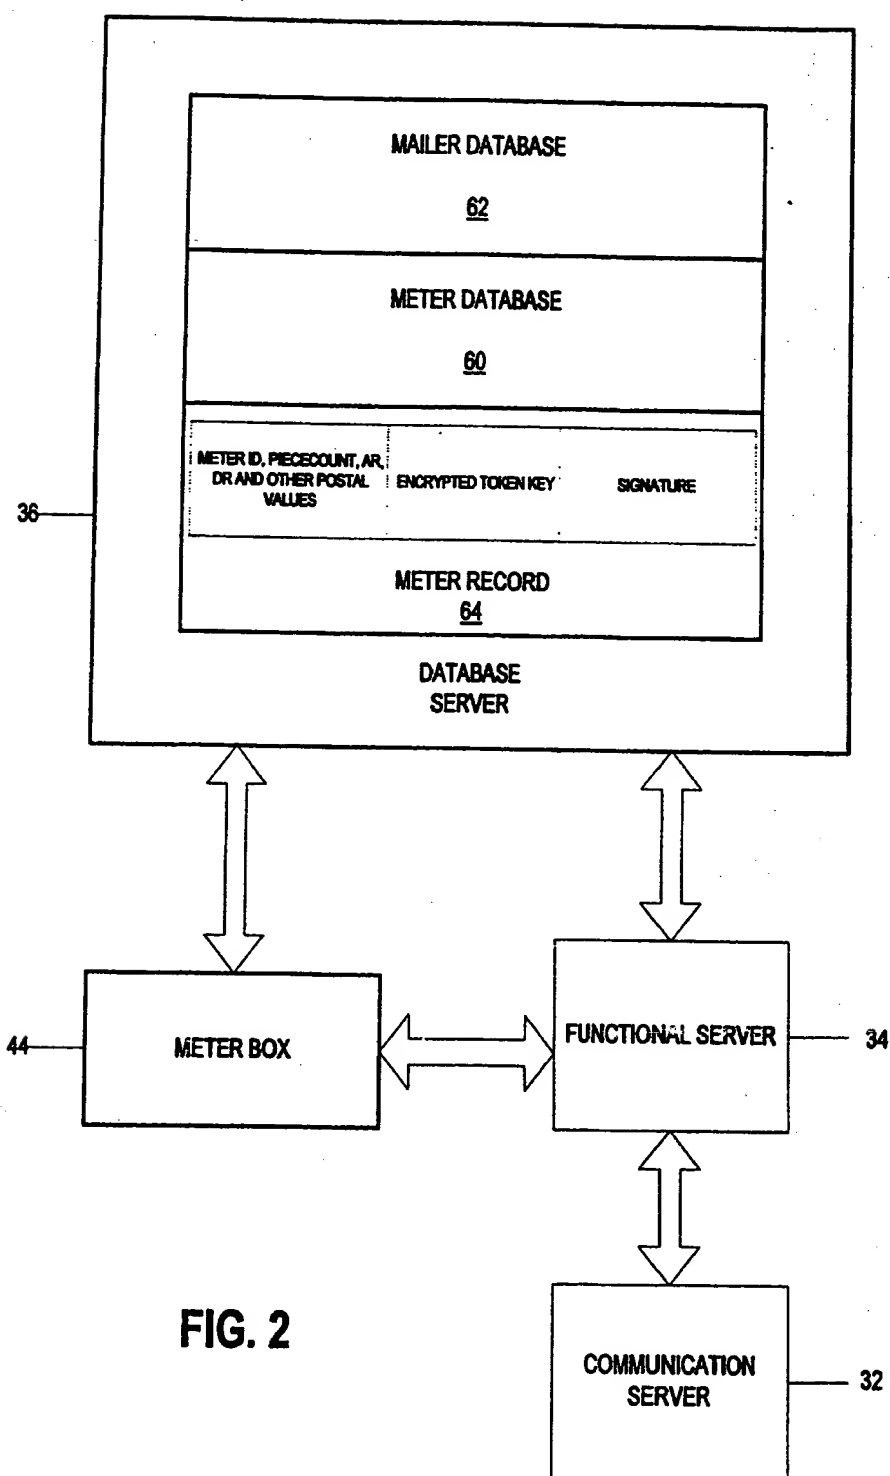 MAILER DATABASE
62
METER DATABASE
60
METER ID, PIECECOUNT, AR,
DR AND OTHER POSTAL
VALUES
ENCRYPTED TOKEN KEY
SIGNATURE
36
METER RECORD
64
DATABASE
SERVER
44
METER BOX
FUNCTIONAL SERVER
34
FIG. 2
COMMUNICATION
SERVER
32